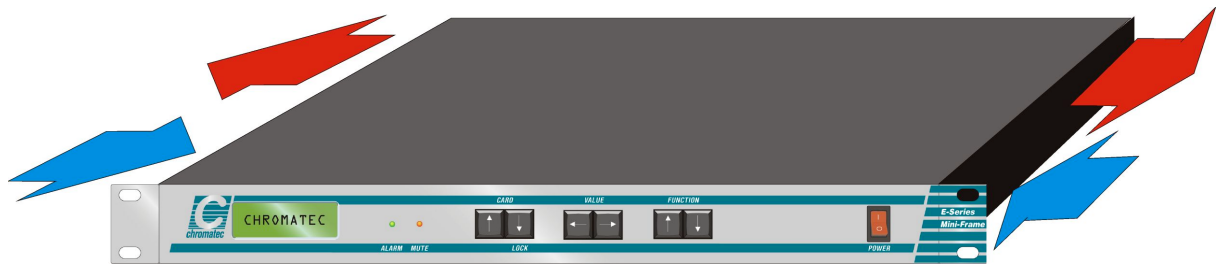 CARD VALUE FUNCTION
chromatec
CHROMATEC
E-Series
Mini-Frame
ALARM MUTE LOCK POWER